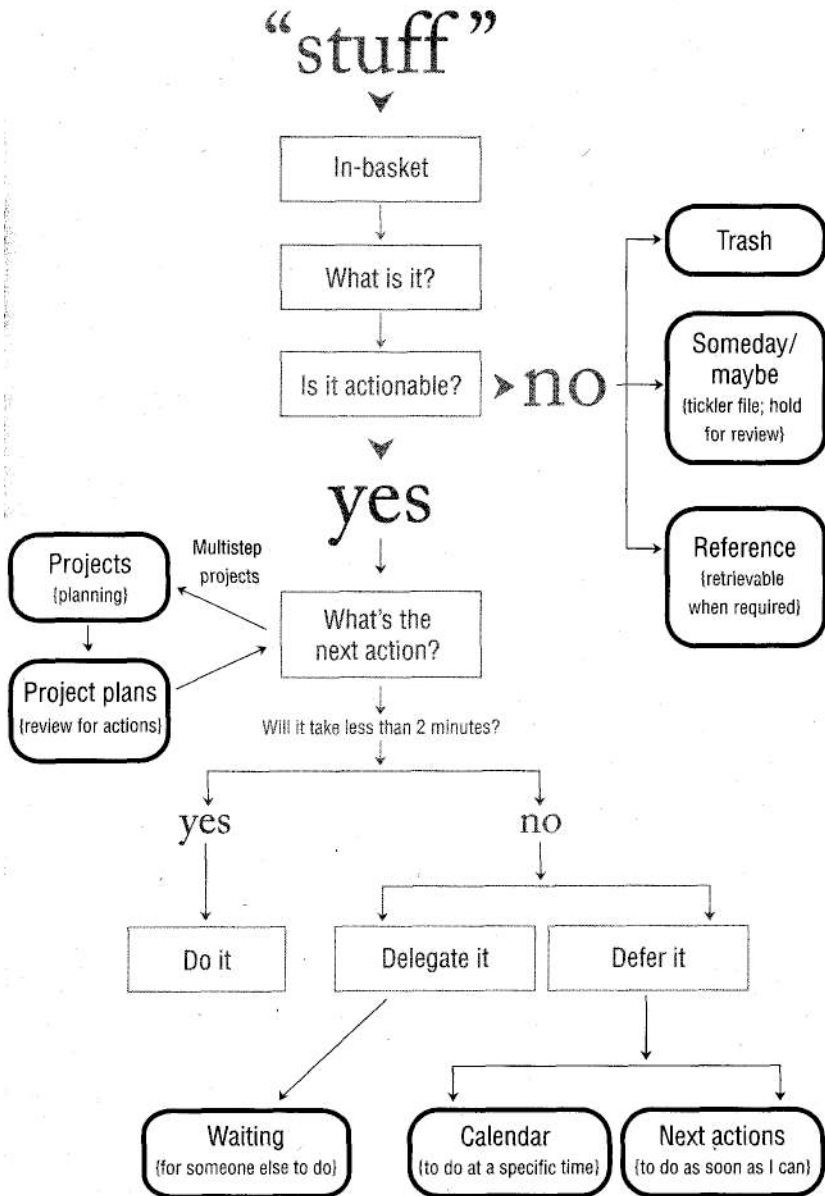 “stuff”
In-basket
What is it?
Is it actionable?
no
Trash
Someday/
maybe
{tickler file; hold
for review}
Reference
{retrievable
when required}
yes
Multistep
projects
Projects
{planning}
Project plans
{review for actions}
What’s the
next action?
Will it take less than 2 minutes?
yes
no
Do it
Delegate it
Defer it
Waiting
{for someone else to do}
Calendar
{to do at a specific time}
Next actions
{to do as soon as I can}